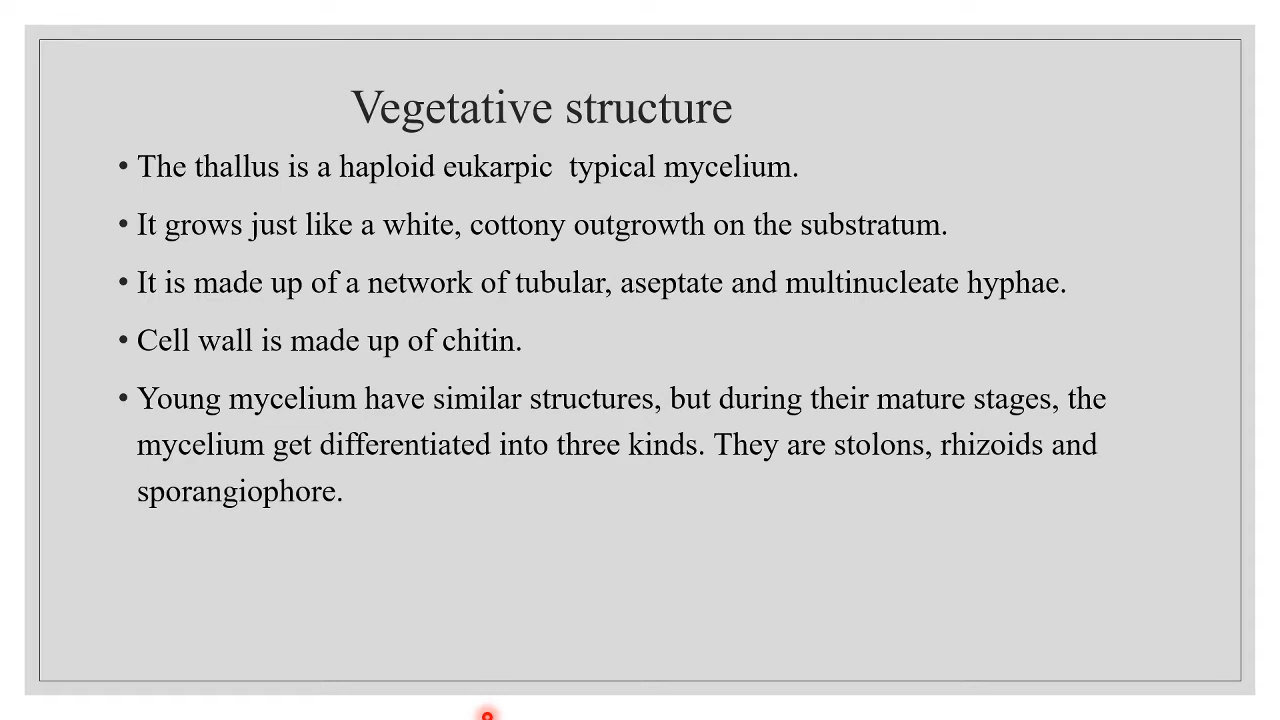 Vegetative structure
• The thallus is a haploid eukarpic typical mycelium.
• It grows just like a white, cottony outgrowth on the substratum.
• It is made up of a network of tubular, aseptate and multinucleate hyphae.
• Cell wall is made up of chitin.
• Young mycelium have similar structures, but during their mature stages, the
mycelium get differentiated into three kinds. They are stolons, rhizoids and
sporangiophore.